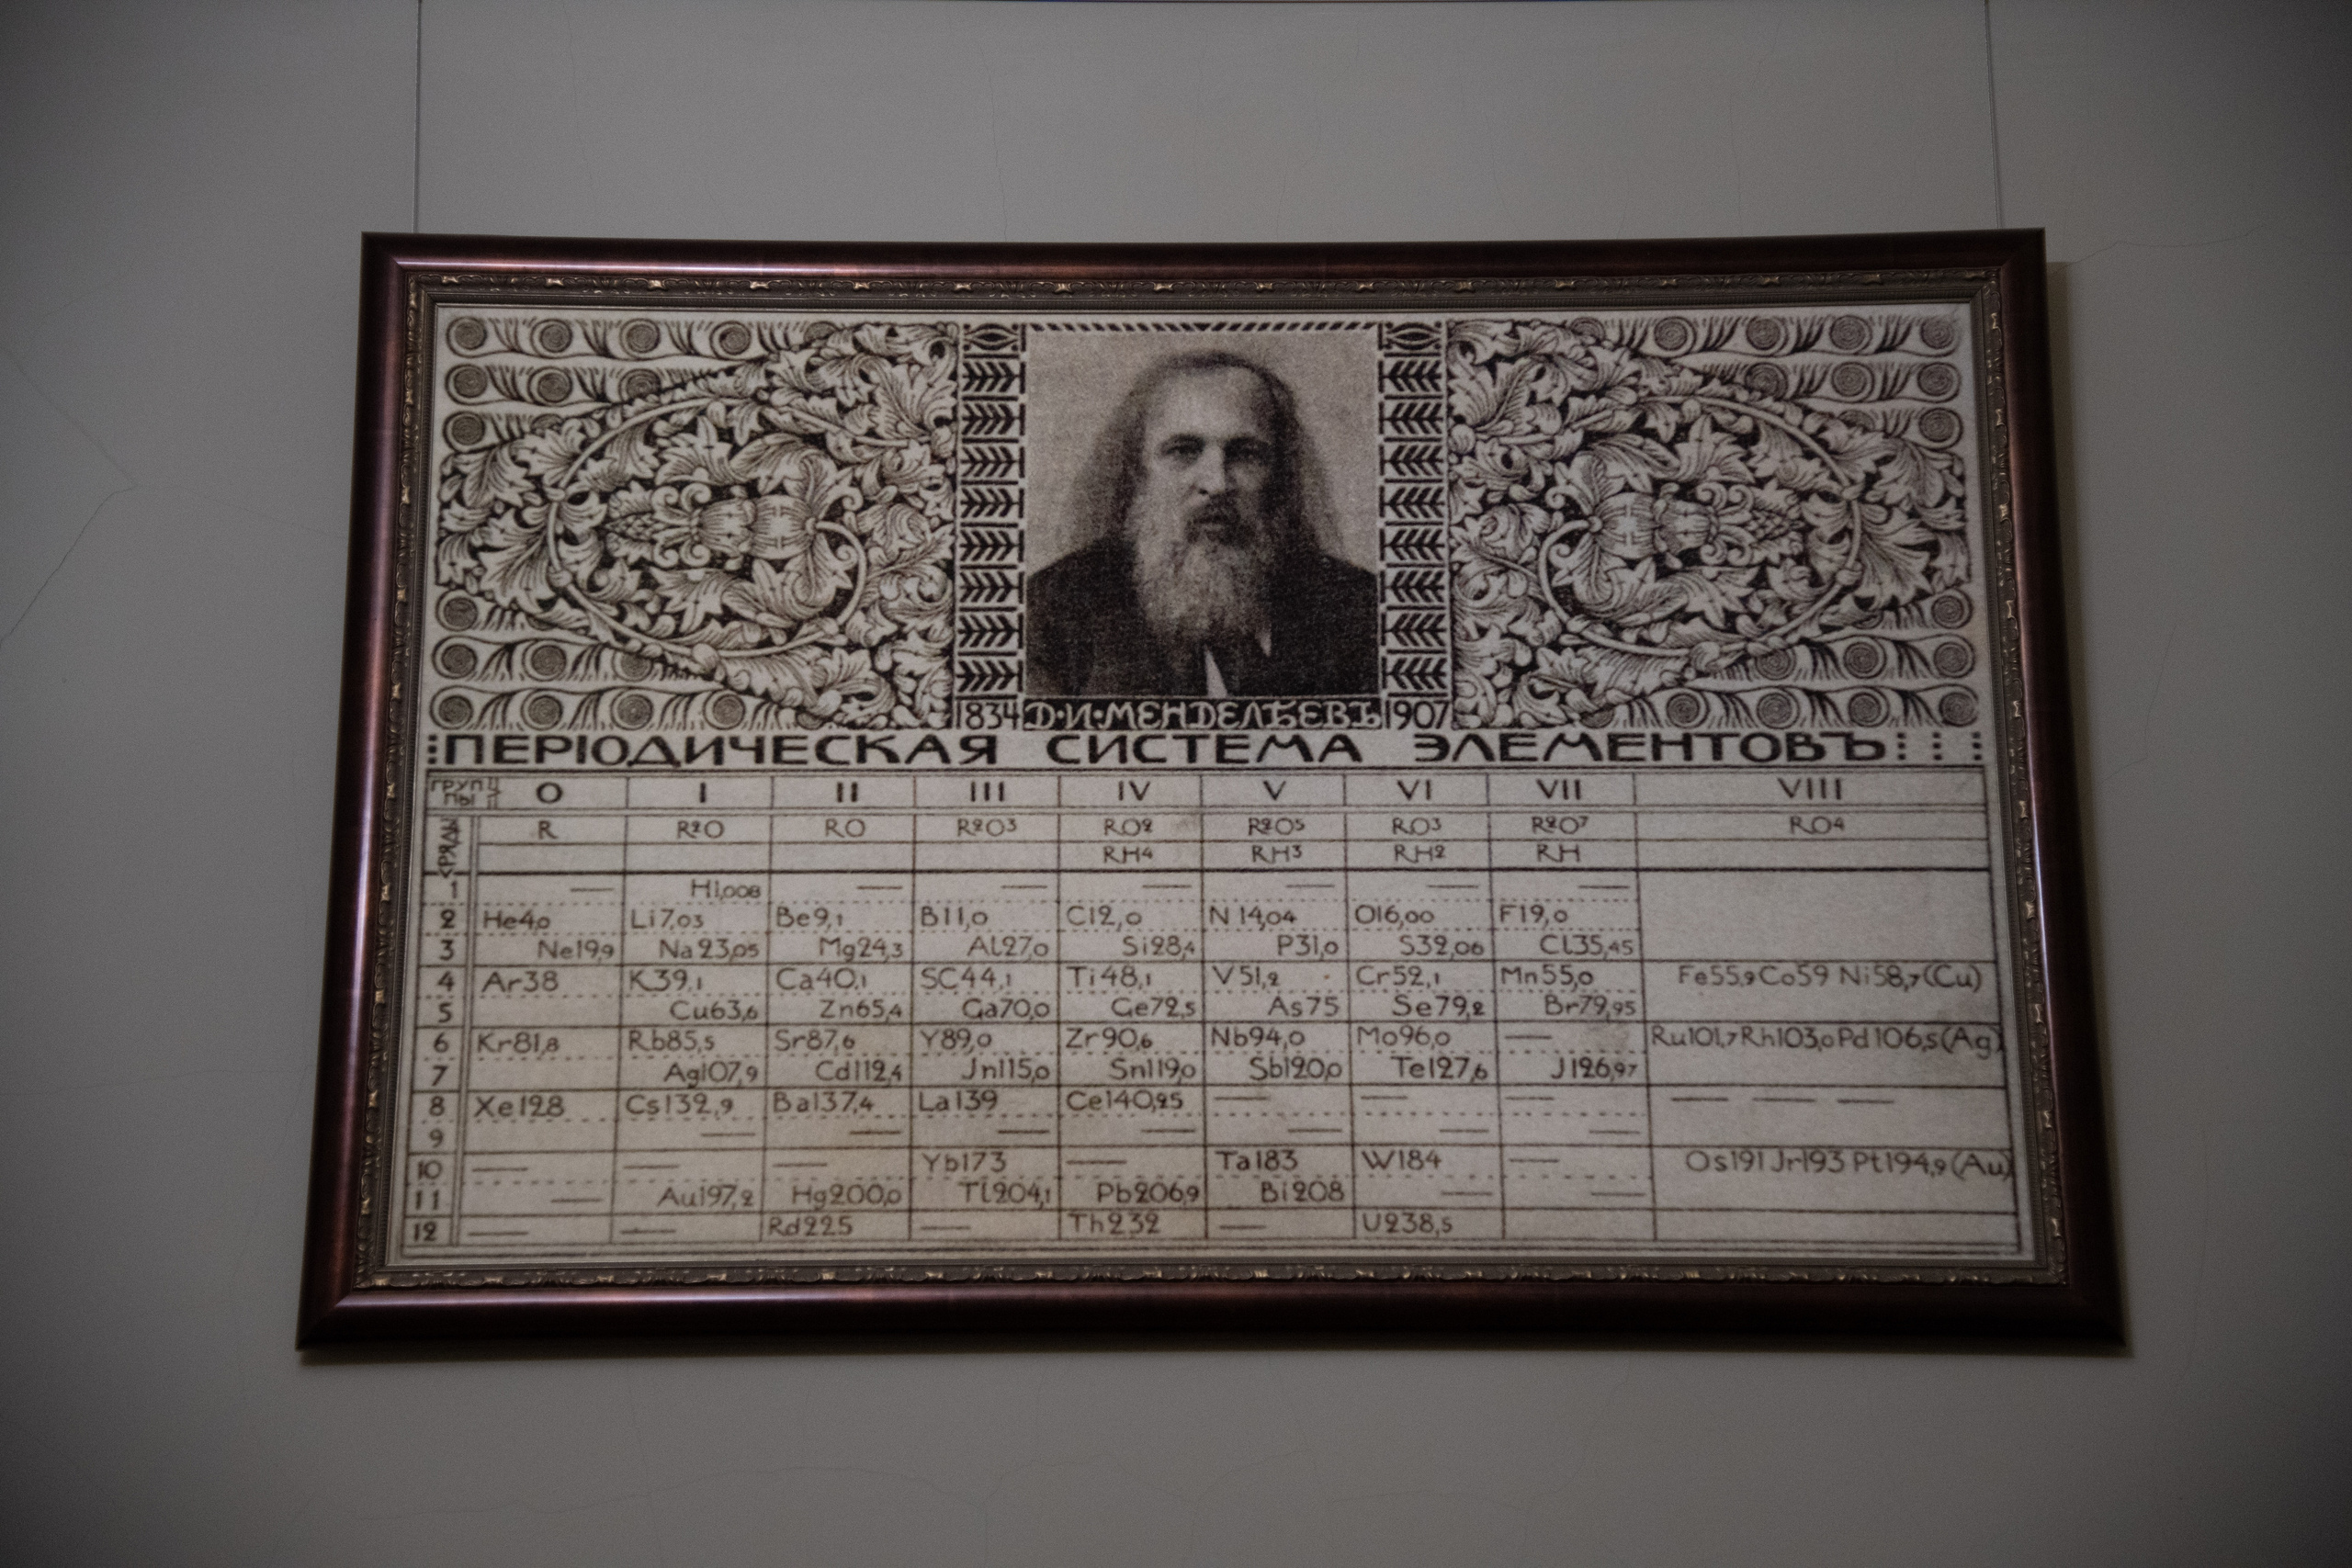 1834 Д·И·МЕНДЕЛѢЕВЪ 1907
ПЕРІОДИЧЕСКАЯ СИСТЕМА ЭЛЕМЕНТОВЪ
ГРУППЫ 0 I II III IV V VI VII VIII
РЯДЫ R R2O RO R2O3 RO2 R2O5 RO3 R2O7 RO4
RH4 RH3 RH2 RH
1 — H1,008 — — — — — —
2 He4,0 Li7,03 Be9,1 B11,0 C12,0 N14,04 O16,00 F19,0
3 Ne19,9 Na23,05 Mg24,3 Al27,0 Si28,4 P31,0 S32,06 Cl35,45
4 Ar38 K39,1 Ca40,1 SC44,1 Ti48,1 V51,2 Cr52,1 Mn55,0 Fe55,9 Co59 Ni58,7 (Cu)
5 Cu63,6 Zn65,4 Ga70,0 Ge72,5 As75 Se79,2 Br79,95
6 Kr81,8 Rb85,5 Sr87,6 Y89,0 Zr90,6 Nb94,0 Mo96,0 — Ru101,7 Rh103,0 Pd106,5 (Ag)
7 Ag107,9 Cd112,4 Jn115,0 Sn119,0 Sb120,0 Te127,6 J126,97
8 Xe128 Cs132,9 Ba137,4 La139 Ce140,25 — — — — — —
9 — — — — — — —
10 — — — Yb173 — Ta183 W184 — Os191 Jr193 Pt194,9 (Au)
11 — Au197,2 Hg200,0 Tl204,1 Pb206,9 Bi208 — —
12 — — Rd225 — Th232 — U238,5